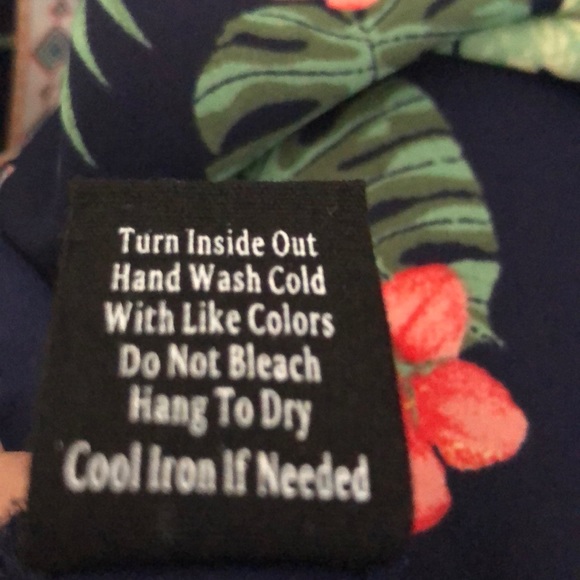 Turn Inside Out
Hand Wash Cold
With Like Colors
Do Not Bleach
Hang To Dry
Cool Iron If Needed